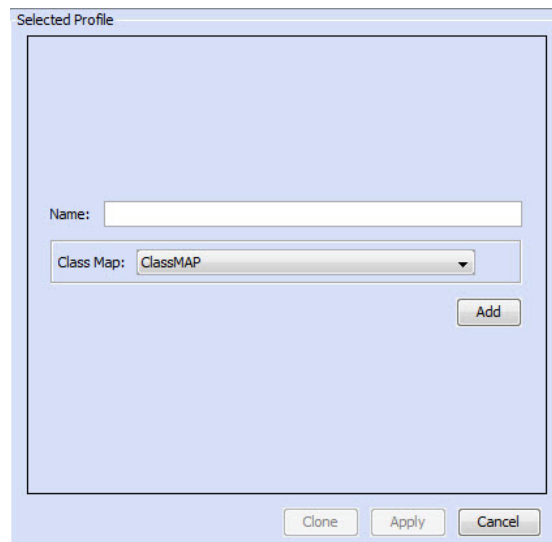 Selected Profile
Name:
Class Map: ClassMAP
Add
Clone Apply Cancel